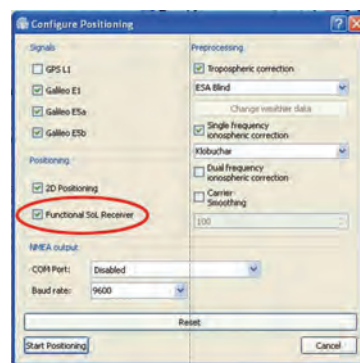 Configure Positioning
Signals
GPS L1
Galileo E1
Galileo E5a
Galileo E5b
Positioning
2D Positioning
Functional SoL Receiver
Preprocessing
Tropospheric correction
ESA Blind
Change weather data
Single frequency
ionospheric correction
Klobuchar
Dual frequency
ionospheric correction
Carrier
Smoothing
100
NMEA output
COM Port: Disabled
Baud rate: 9600
Reset
Start Positioning
Cancel